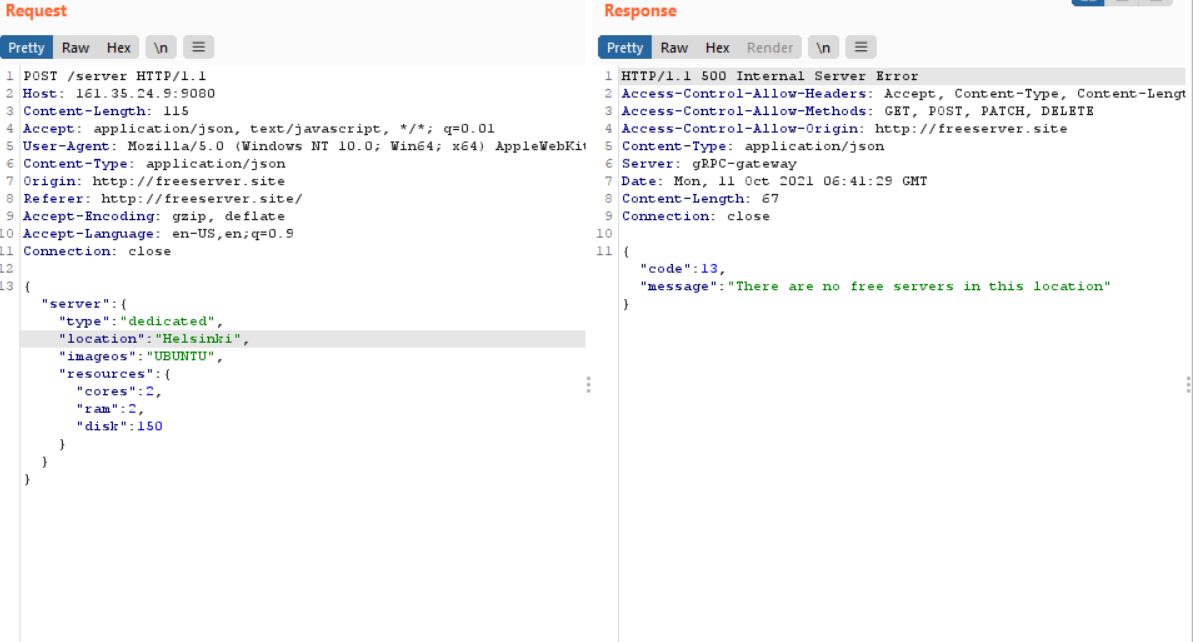 Request
Pretty Raw Hex \n
1 POST /server HTTP/1.1
2 Host: 161.35.24.9:9080
3 Content-Length: 115
4 Accept: application/json, text/javascript, */*; q=0.01
5 User-Agent: Mozilla/5.0 (Windows NT 10.0; Win64; x64) AppleWebKit
6 Content-Type: application/json
7 Origin: http://freeserver.site
8 Referer: http://freeserver.site/
9 Accept-Encoding: gzip, deflate
10 Accept-Language: en-US,en;q=0.9
11 Connection: close
12
13 {
"server":{
"type":"dedicated",
"location":"Helsinki",
"imageos":"UBUNTU",
"resources":{
"cores":2,
"ram":2,
"disk":150
}
}
}
Response
Pretty Raw Hex Render \n
1 HTTP/1.1 500 Internal Server Error
2 Access-Control-Allow-Headers: Accept, Content-Type, Content-Lengt
3 Access-Control-Allow-Methods: GET, POST, PATCH, DELETE
4 Access-Control-Allow-Origin: http://freeserver.site
5 Content-Type: application/json
6 Server: gRPC-gateway
7 Date: Mon, 11 Oct 2021 06:41:29 GMT
8 Content-Length: 67
9 Connection: close
10
11 {
"code":13,
"message":"There are no free servers in this location"
}